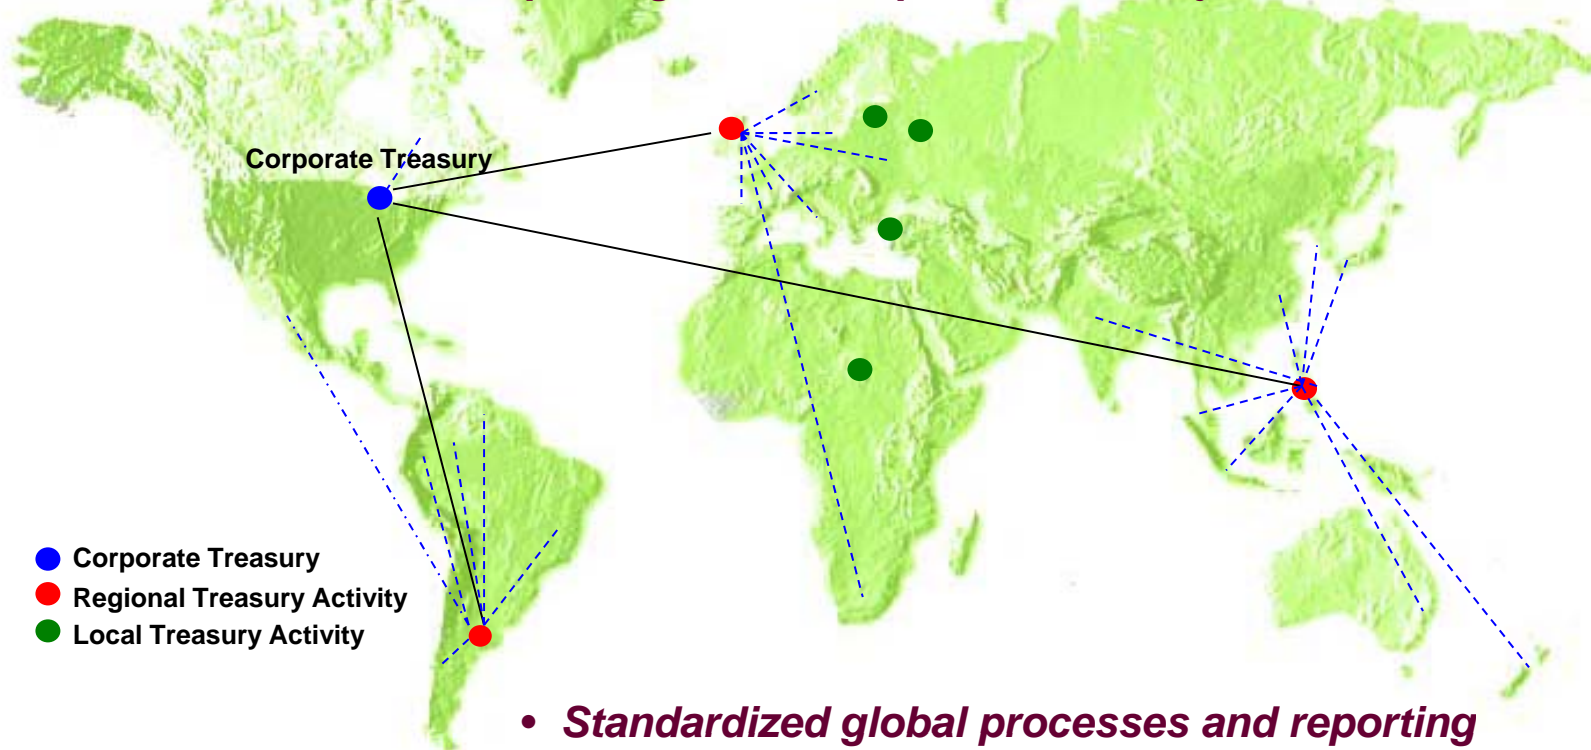 Corporate Treasury
Corporate Treasury
Regional Treasury Activity
Local Treasury Activity
• Standardized global processes and reporting